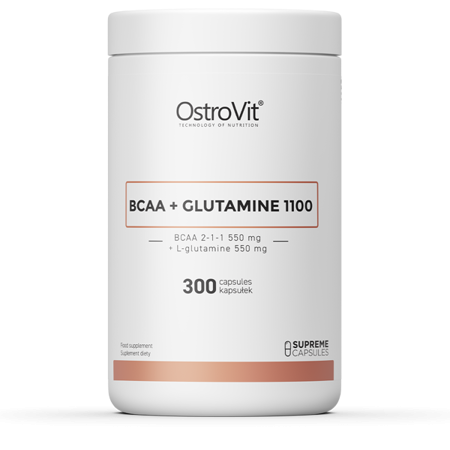 OstroVit®
TECHNOLOGY OF NUTRITION
BCAA + GLUTAMINE 1100
BCAA 2-1-1 550 mg
+ L-glutamine 550 mg
300 capsules
kapsułek
Food supplement
Suplement diety
SUPREME
CAPSULES